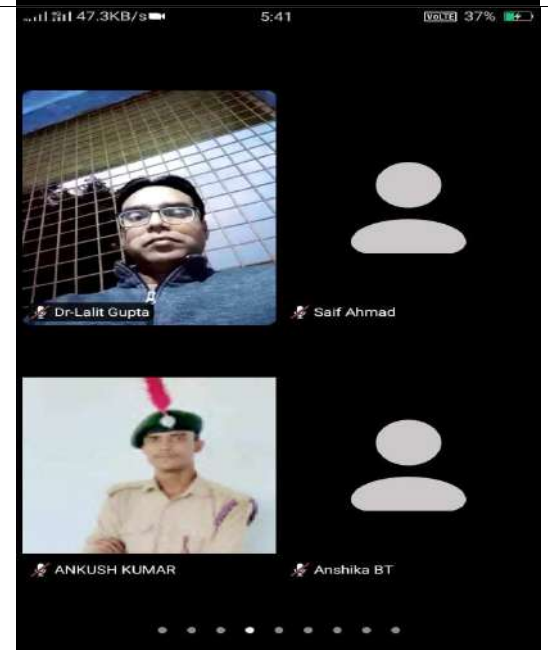 47.3KB/s 5:41 VoLTE 37%
Dr-Lalit Gupta Saif Ahmad
ANKUSH KUMAR Anshika BT